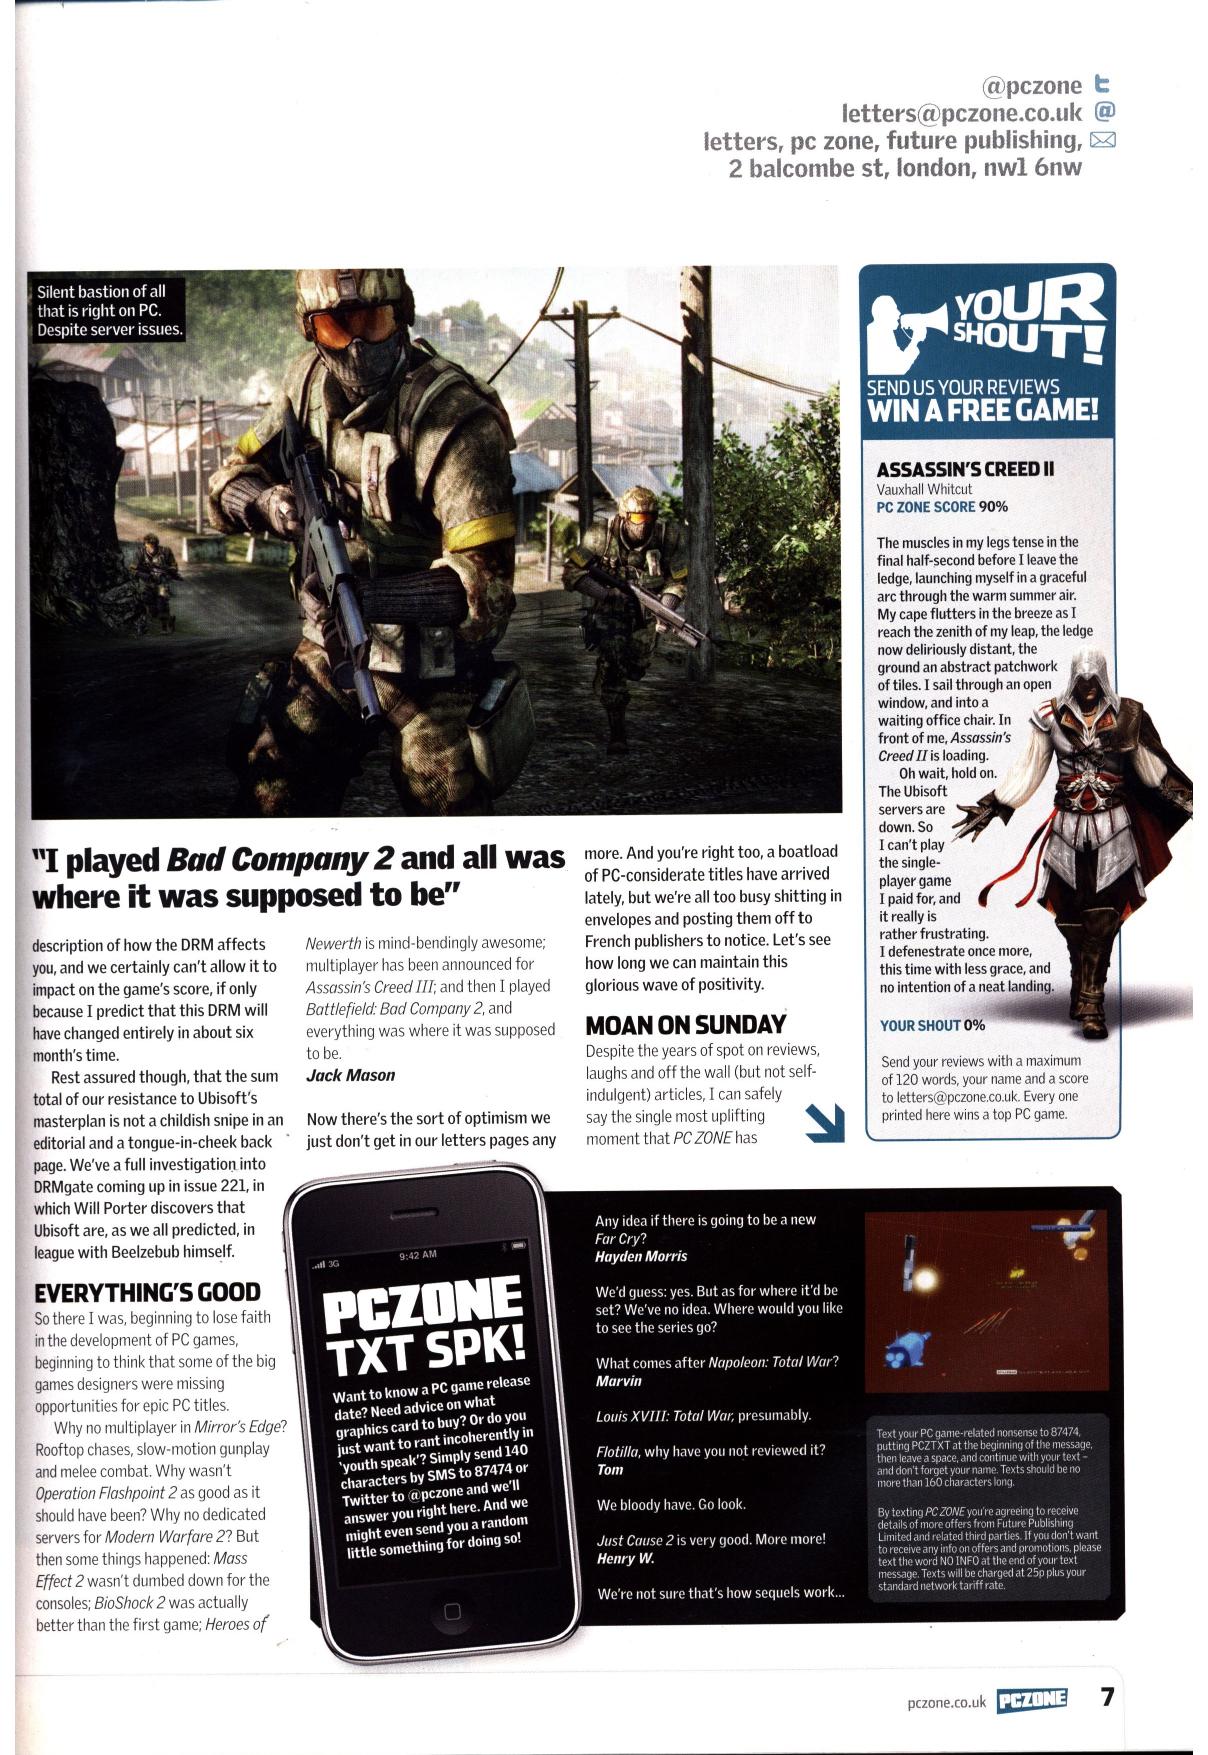 @pczone
letters@pczone.co.uk
letters, pc zone, future publishing,
2 balcombe st, london, nw1 6nw
Silent bastion of all
that is right on PC.
Despite server issues.
"I played Bad Company 2 and all was
where it was supposed to be"
description of how the DRM affects
you, and we certainly can't allow it to
impact on the game's score, if only
because I predict that this DRM will
have changed entirely in about six
month's time.
Rest assured though, that the sum
total of our resistance to Ubisoft's
masterplan is not a childish snipe in an
editorial and a tongue-in-cheek back
page. We've a full investigation into
DRMgate coming up in issue 221, in
which Will Porter discovers that
Ubisoft are, as we all predicted, in
league with Beelzebub himself.
EVERYTHING'S GOOD
So there I was, beginning to lose faith
in the development of PC games,
beginning to think that some of the big
games designers were missing
opportunities for epic PC titles.
Why no multiplayer in Mirror's Edge?
Rooftop chases, slow-motion gunplay
and melee combat. Why wasn't
Operation Flashpoint 2 as good as it
should have been? Why no dedicated
servers for Modern Warfare 2? But
then some things happened: Mass
Effect 2 wasn't dumbed down for the
consoles; BioShock 2 was actually
better than the first game; Heroes of
Newerth is mind-bendingly awesome;
multiplayer has been announced for
Assassin's Creed III; and then I played
Battlefield: Bad Company 2, and
everything was where it was supposed
to be.
Jack Mason
Now there's the sort of optimism we
just don't get in our letters pages any
more. And you're right too, a boatload
of PC-considerate titles have arrived
lately, but we're all too busy shitting in
envelopes and posting them off to
French publishers to notice. Let's see
how long we can maintain this
glorious wave of positivity.
MOAN ON SUNDAY
Despite the years of spot on reviews,
laughs and off the wall (but not self-
indulgent) articles, I can safely
say the single most uplifting
moment that PC ZONE has
YOUR
SHOUT!
SEND US YOUR REVIEWS
WIN A FREE GAME!
ASSASSIN'S CREED II
Vauxhall Whitcut
PC ZONE SCORE 90%
The muscles in my legs tense in the
final half-second before I leave the
ledge, launching myself in a graceful
arc through the warm summer air.
My cape flutters in the breeze as I
reach the zenith of my leap, the ledge
now deliriously distant, the
ground an abstract patchwork
of tiles. I sail through an open
window, and into a
waiting office chair. In
front of me, Assassin's
Creed II is loading.
Oh wait, hold on.
The Ubisoft
servers are
down. So
I can't play
the single-
player game
I paid for, and
it really is
rather frustrating.
I defenestrate once more,
this time with less grace, and
no intention of a neat landing.
YOUR SHOUT 0%
Send your reviews with a maximum
of 120 words, your name and a score
to letters@pczone.co.uk. Every one
printed here wins a top PC game.
3G
9:42 AM
PCZONE
TXT SPK!
Want to know a PC game release
date? Need advice on what
graphics card to buy? Or do you
just want to rant incoherently in
'youth speak'? Simply send 140
characters by SMS to 87474 or
Twitter to @pczone and we'll
answer you right here. And we
might even send you a random
little something for doing so!
Any idea if there is going to be a new
Far Cry?
Hayden Morris
We'd guess: yes. But as for where it'd be
set? We've no idea. Where would you like
to see the series go?
What comes after Napoleon: Total War?
Marvin
Louis XVIII: Total War, presumably.
Flotilla, why have you not reviewed it?
Tom
We bloody have. Go look.
Just Cause 2 is very good. More more!
Henry W.
We're not sure that's how sequels work...
Text your PC game-related nonsense to 87474,
putting PCZTXT at the beginning of the message,
then leave a space, and continue with your text –
and don't forget your name. Texts should be no
more than 160 characters long.
By texting PC ZONE you're agreeing to receive
details of more offers from Future Publishing
Limited and related third parties. If you don't want
to receive any info on offers and promotions, please
text the word NO INFO at the end of your text
message. Texts will be charged at 25p plus your
standard network tariff rate.
pczone.co.uk PCZONE 7